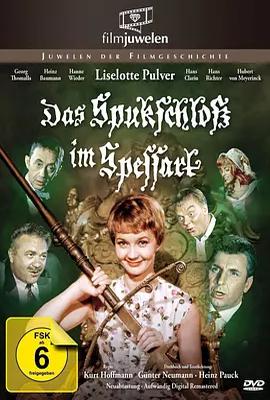 filmjuwelen
JUWELEN DER FILMGESCHICHTE
Georg Thomalla
Heinz Baumann
Hanne Wieder
Liselotte Pulver
Hans Clarin
Hans Richter
Hubert von Meyerinck
Das Spukschloß
im Spessart
FSK
ab
6
freigegeben
Regie
Kurt Hoffmann
Drehbuch und Textdichtung
Günter Neumann · Heinz Pauck
Neuabtastung · Aufwändig Digital Remastered
DVD